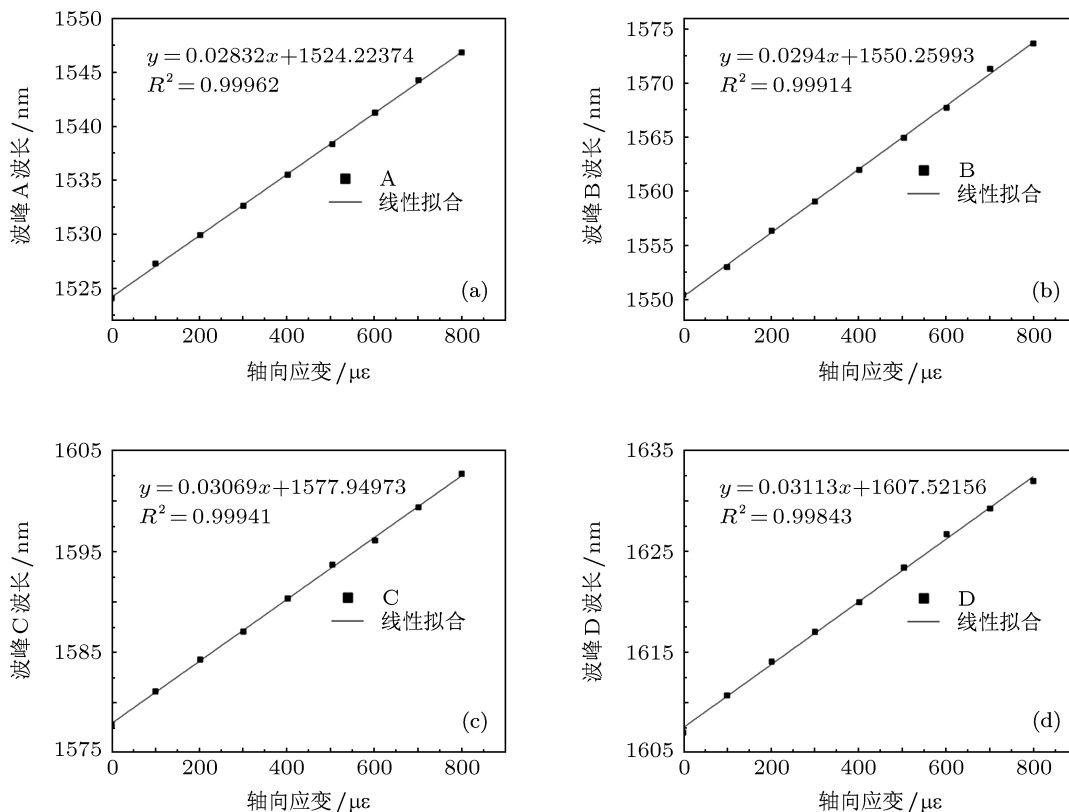 1550
1545
1540
1535
1530
1525
波峰A波长/nm
y=0.02832x+1524.22374
R²=0.99962
A
线性拟合
(a)
0 200 400 600 800
轴向应变/με
1575
1570
1565
1560
1555
1550
波峰B波长/nm
y=0.0294x+1550.25993
R²=0.99914
B
线性拟合
(b)
0 200 400 600 800
轴向应变/με
1605
1595
1585
1575
波峰C波长/nm
y=0.03069x+1577.94973
R²=0.99941
C
线性拟合
(c)
0 200 400 600 800
轴向应变/με
1635
1625
1615
1605
波峰D波长/nm
y=0.03113x+1607.52156
R²=0.99843
D
线性拟合
(d)
0 200 400 600 800
轴向应变/με